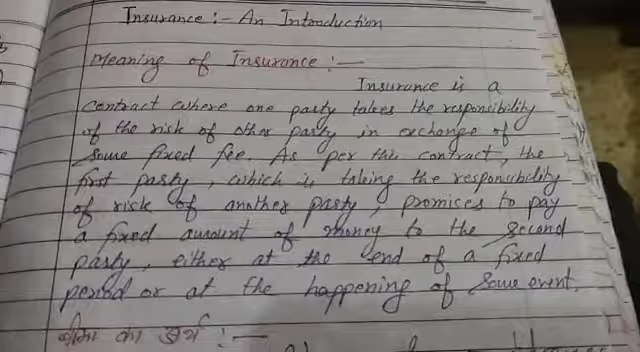 Insurance :- An Intonduction
Meaning of Insurance :-
Insurance is a
contract where one party takes the responsibility
of the risk of other party in exchange of
some fixed fee. As per this contract, the
first party, which is taking the responsibility
of risk of another party, promises to pay
a fixed amount of money to the second
party, either at the end of a fixed
period or at the happening of some event.
बीमा का अर्थ :-